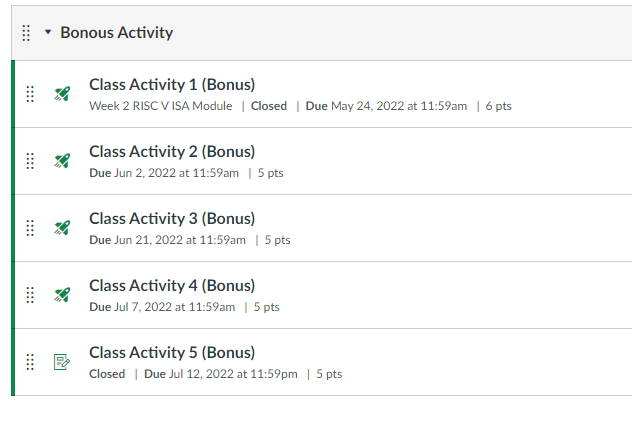 Bonous Activity
Class Activity 1 (Bonus)
Week 2 RISC V ISA Module | Closed | Due May 24, 2022 at 11:59am | 6 pts
Class Activity 2 (Bonus)
Due Jun 2, 2022 at 11:59am | 5 pts
Class Activity 3 (Bonus)
Due Jun 21, 2022 at 11:59am | 5 pts
Class Activity 4 (Bonus)
Due Jul 7, 2022 at 11:59am | 5 pts
Class Activity 5 (Bonus)
Closed | Due Jul 12, 2022 at 11:59pm | 5 pts